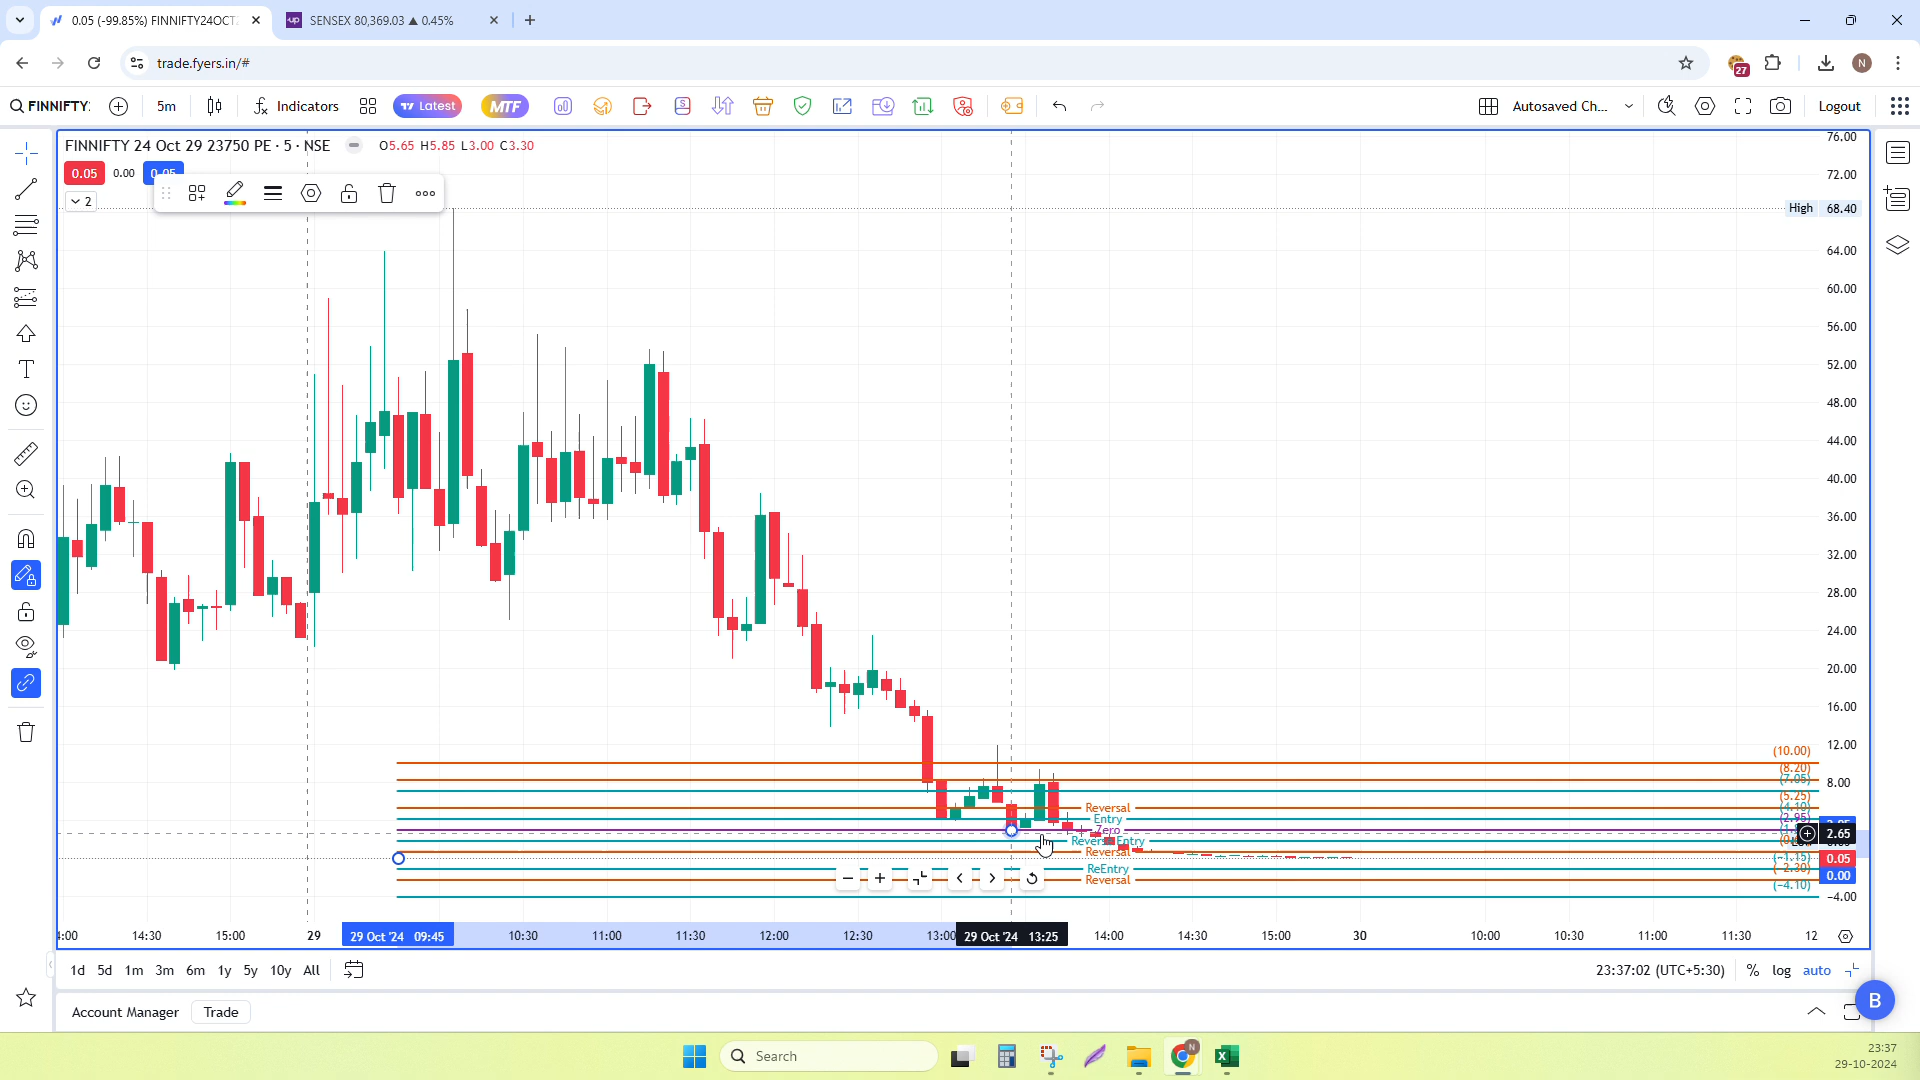 0.05 (-99.85%) FINNIFTY24OCT
SENSEX 80,369.03 ▲ 0.45%
trade.fyers.in/#
27
N
FINNIFTY:
5m
Indicators
Latest
MTF
Autosaved Ch...
Logout
FINNIFTY 24 Oct 29 23750 PE · 5 · NSE
O5.65 H5.85 L3.00 C3.30
0.05
0.00
0.05
2
76.00
72.00
High 68.40
64.00
60.00
56.00
52.00
48.00
44.00
40.00
36.00
32.00
28.00
24.00
20.00
16.00
12.00
8.00
(10.00)
(8.20)
(7.05)
(5.25)
(4.10)
(2.95)
2.65
0.05
(-1.15)
(-2.30)
0.00
(-4.10)
-4.00
Reversal
Entry
Zero
Entry
Reversal
ReEntry
Reversal
14:30
15:00
29
29 Oct '24 09:45
10:30
11:00
11:30
12:00
12:30
13:00
29 Oct '24 13:25
14:00
14:30
15:00
30
10:00
10:30
11:00
11:30
12
1d
5d
1m
3m
6m
1y
5y
10y
All
23:37:02 (UTC+5:30)
%
log
auto
B
Account Manager
Trade
Search
N
23:37
29-10-2024